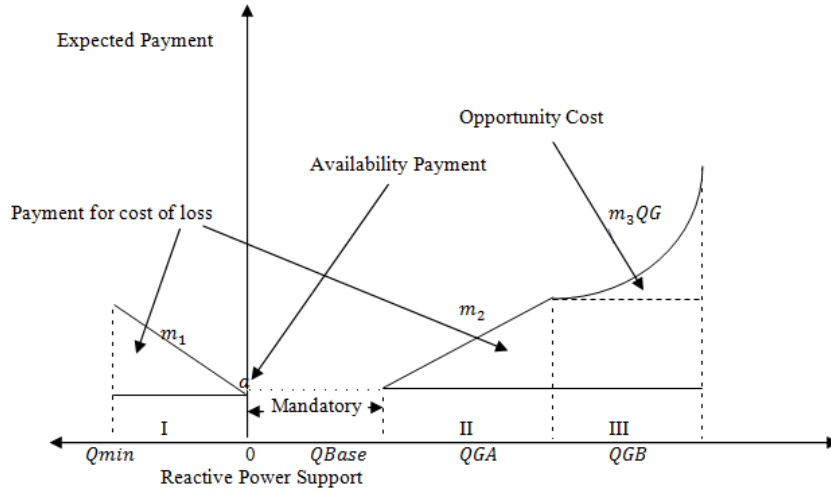 Expected Payment
Opportunity Cost
Availability Payment
Payment for cost of loss
m₃QG
m₁
m₂
a
Mandatory
I
II
III
Qmin
0
QBase
QGA
QGB
Reactive Power Support